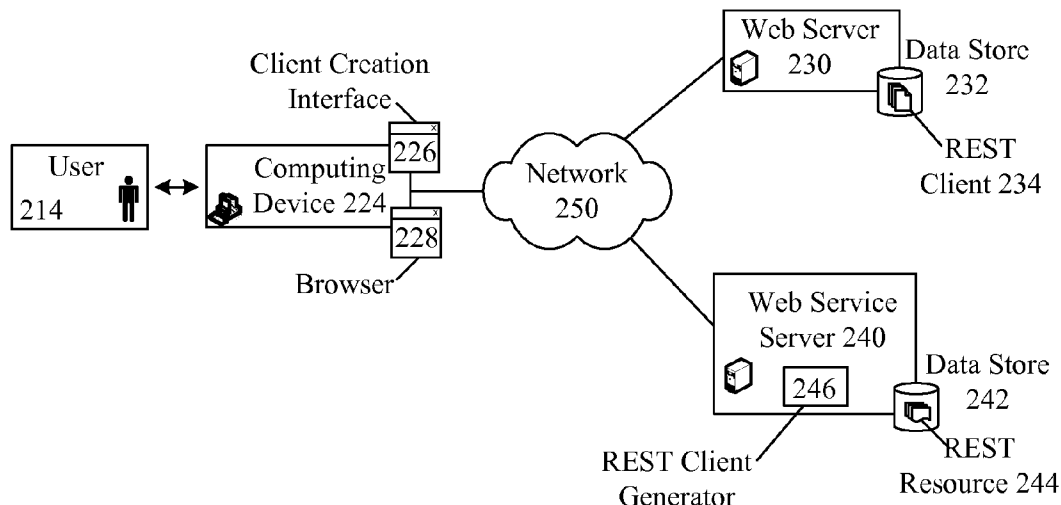 Client Creation
Interface
226
User
214
Computing
Device 224
228
Browser
Network
250
Web Server
230
Data Store
232
REST
Client 234
Web Service
Server 240
246
REST Client
Generator
Data Store
242
REST
Resource 244
x
x